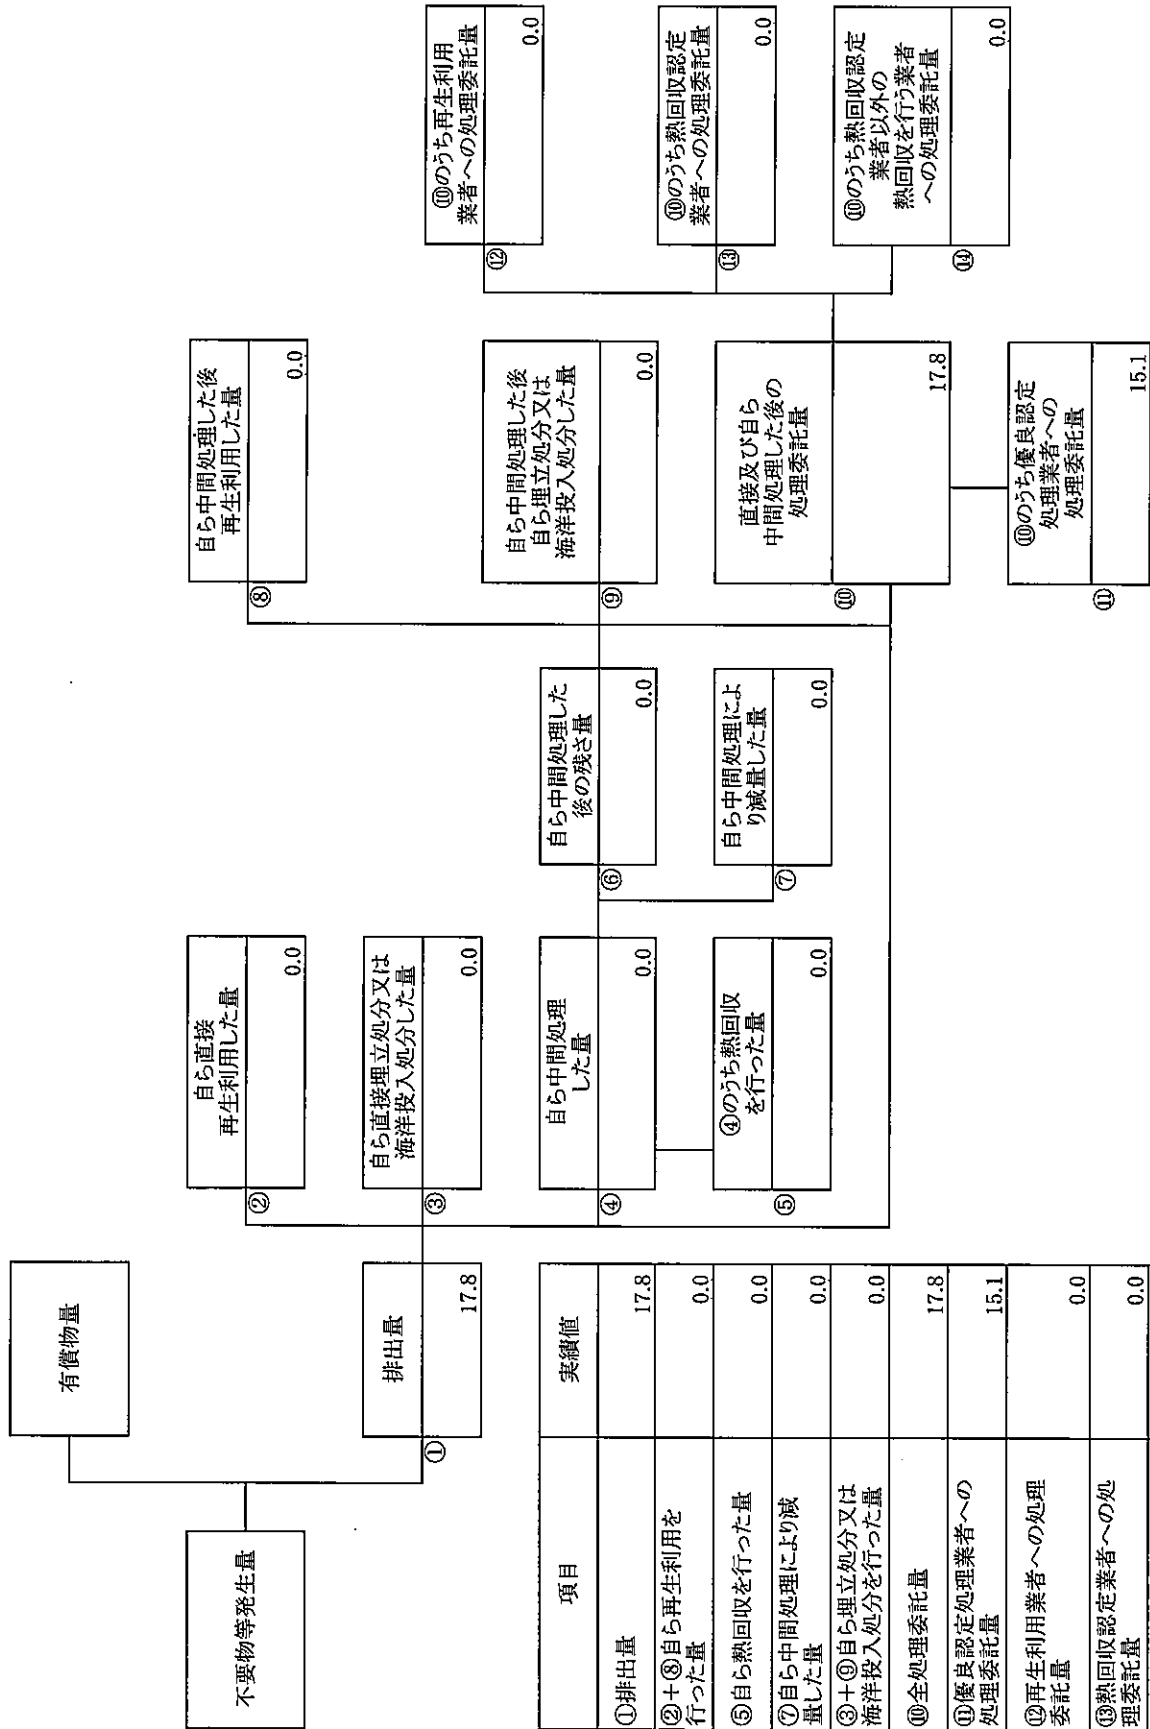 不要物等発生量
有償物量
①
排出量
17.8
②
自ら直接
再生利用した量
0.0
③
自ら直接埋立処分又は
海洋投入処分した量
0.0
④
自ら中間処理
した量
0.0
⑤
④のうち熱回収
を行った量
0.0
⑥
自ら中間処理した
後の残さ量
0.0
⑦
自ら中間処理によ
り減量した量
0.0
⑧
自ら中間処理した後
再生利用した量
0.0
⑨
自ら中間処理した後
自ら埋立処分又は
海洋投入処分した量
0.0
⑩
直接及び自ら
中間処理した後の
処理委託量
17.8
⑪
⑩のうち優良認定
処理業者への
処理委託量
15.1
⑫
⑩のうち再生利用
業者への処理委託量
0.0
⑬
⑩のうち熱回収認定
業者への処理委託量
0.0
⑭
⑩のうち熱回収認定
業者以外の
熱回収を行う業者
への処理委託量
0.0
項目 実績値
①排出量 17.8
②+⑧自ら再生利用を
行った量 0.0
⑤自ら熱回収を行った量 0.0
⑦自ら中間処理により減
量した量 0.0
③+⑨自ら埋立処分又は
海洋投入処分を行った量 0.0
⑩全処理委託量 17.8
⑪優良認定処理業者への
処理委託量 15.1
⑫再生利用業者への処理
委託量 0.0
⑬熱回収認定業者への処
理委託量 0.0